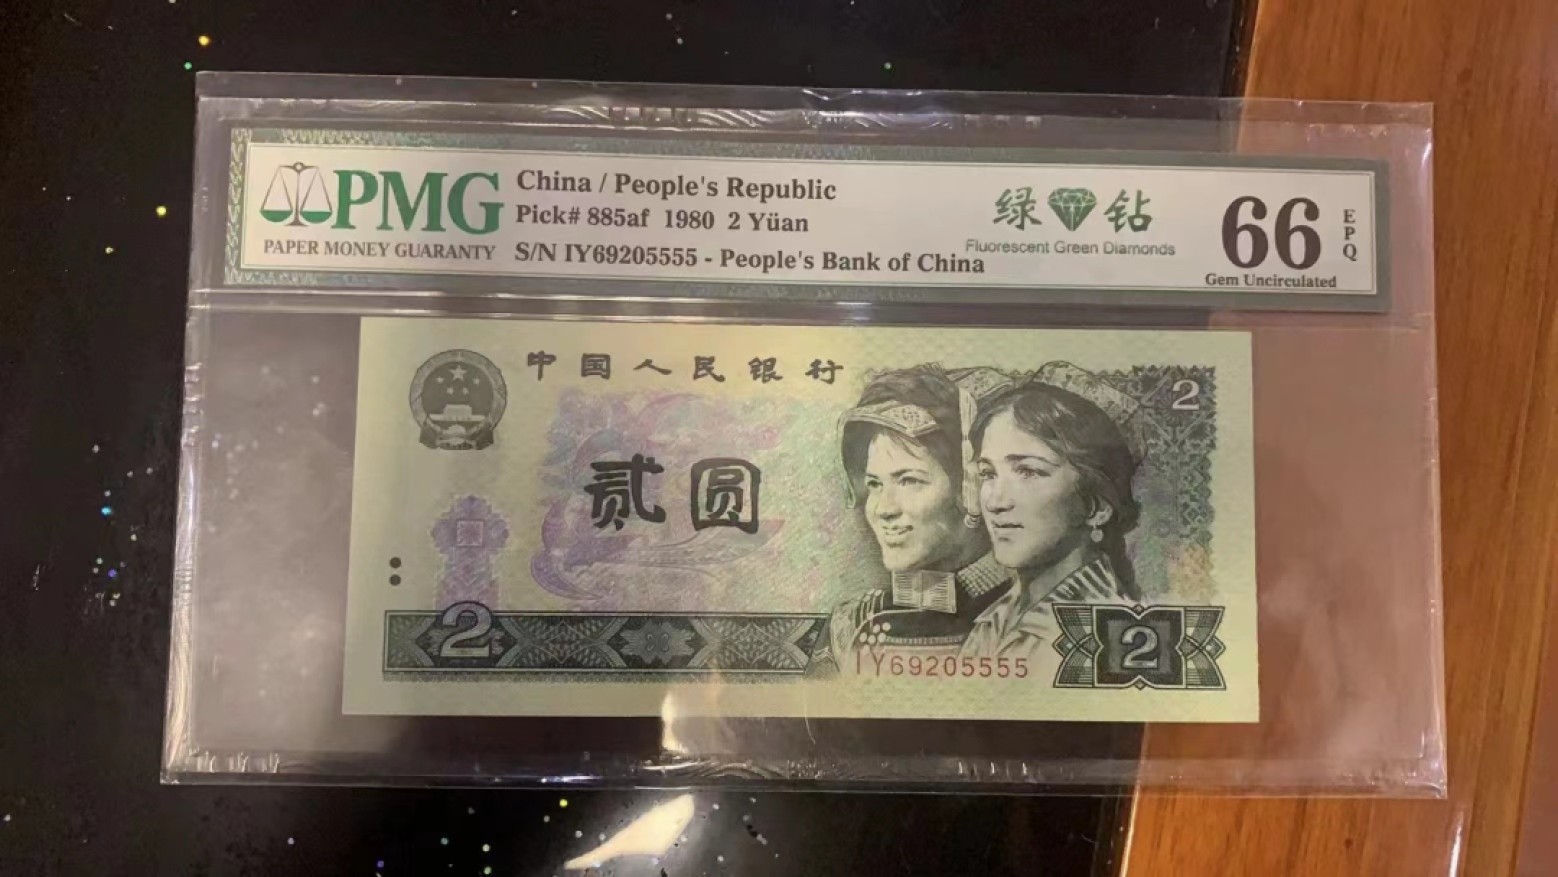 PMG
PAPER MONEY GUARANTY
China / People's Republic
Pick# 885af 1980 2 Yüan
S/N IY69205555 - People's Bank of China
绿 钻
Fluorescent Green Diamonds
66
EPQ
Gem Uncirculated
中国人民银行
2
贰圆
2
IY69205555
2